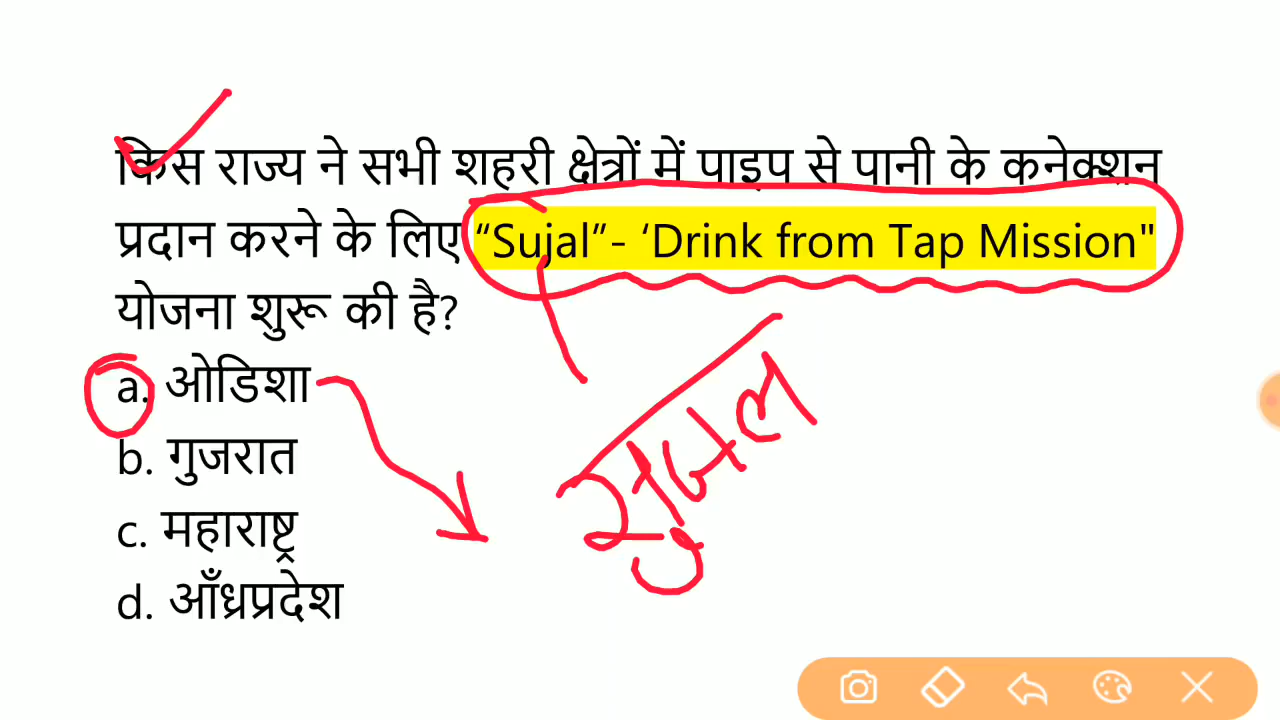 किस राज्य ने सभी शहरी क्षेत्रों में पाइप से पानी के कनेक्शन
प्रदान करने के लिए “Sujal”- ‘Drink from Tap Mission"
योजना शुरू की है?
a. ओडिशा
b. गुजरात
c. महाराष्ट्र
d. आँध्रप्रदेश
सुजल